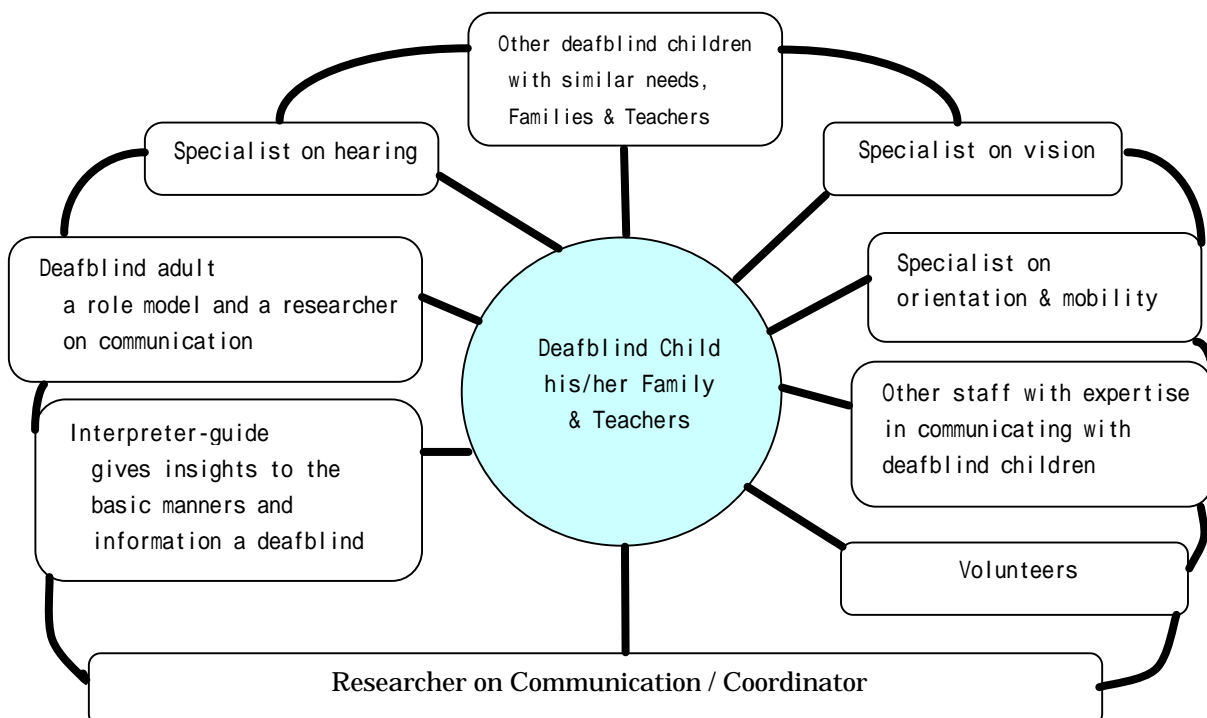 Other deafblind children
with similar needs,
Families & Teachers
Specialist on hearing
Specialist on vision
Deafblind adult
a role model and a researcher
on communication
Specialist on
orientation & mobility
Deafblind Child
his/her Family
& Teachers
Interpreter-guide
gives insights to the
basic manners and
information a deafblind
Other staff with expertise
in communicating with
deafblind children
Volunteers
Researcher on Communication / Coordinator